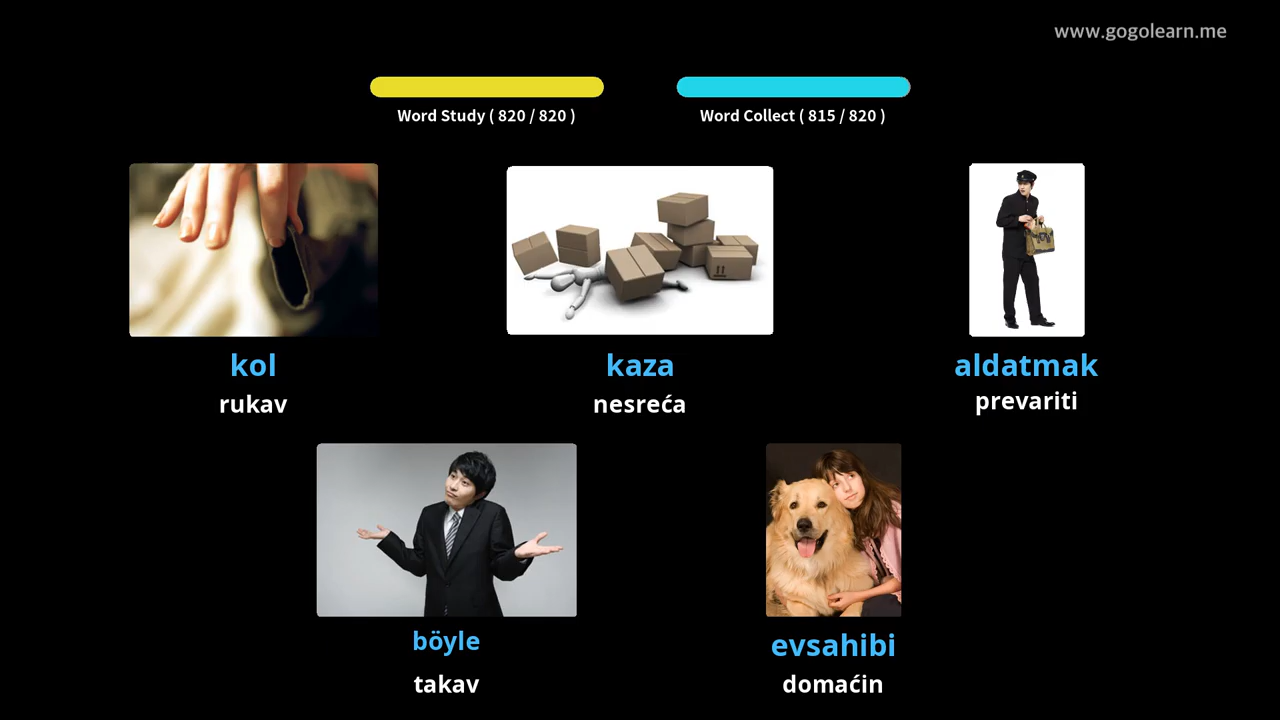 www.gogolearn.me
Word Study ( 820 / 820 )
Word Collect ( 815 / 820 )
kol
rukav
kaza
nesreća
aldatmak
prevariti
böyle
takav
evsahibi
domaćin